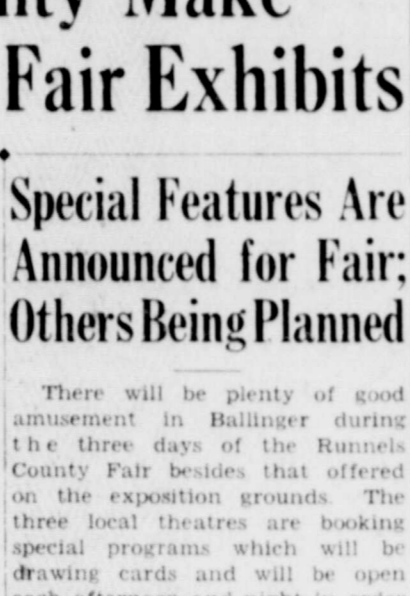 nty Make
Fair Exhibits
Special Features Are
Announced for Fair;
Others Being Planned
There will be plenty of good
amusement in Ballinger during
the three days of the Runnels
County Fair besides that offered
on the exposition grounds. The
three local theatres are booking
special programs which will be
drawing cards and will be open